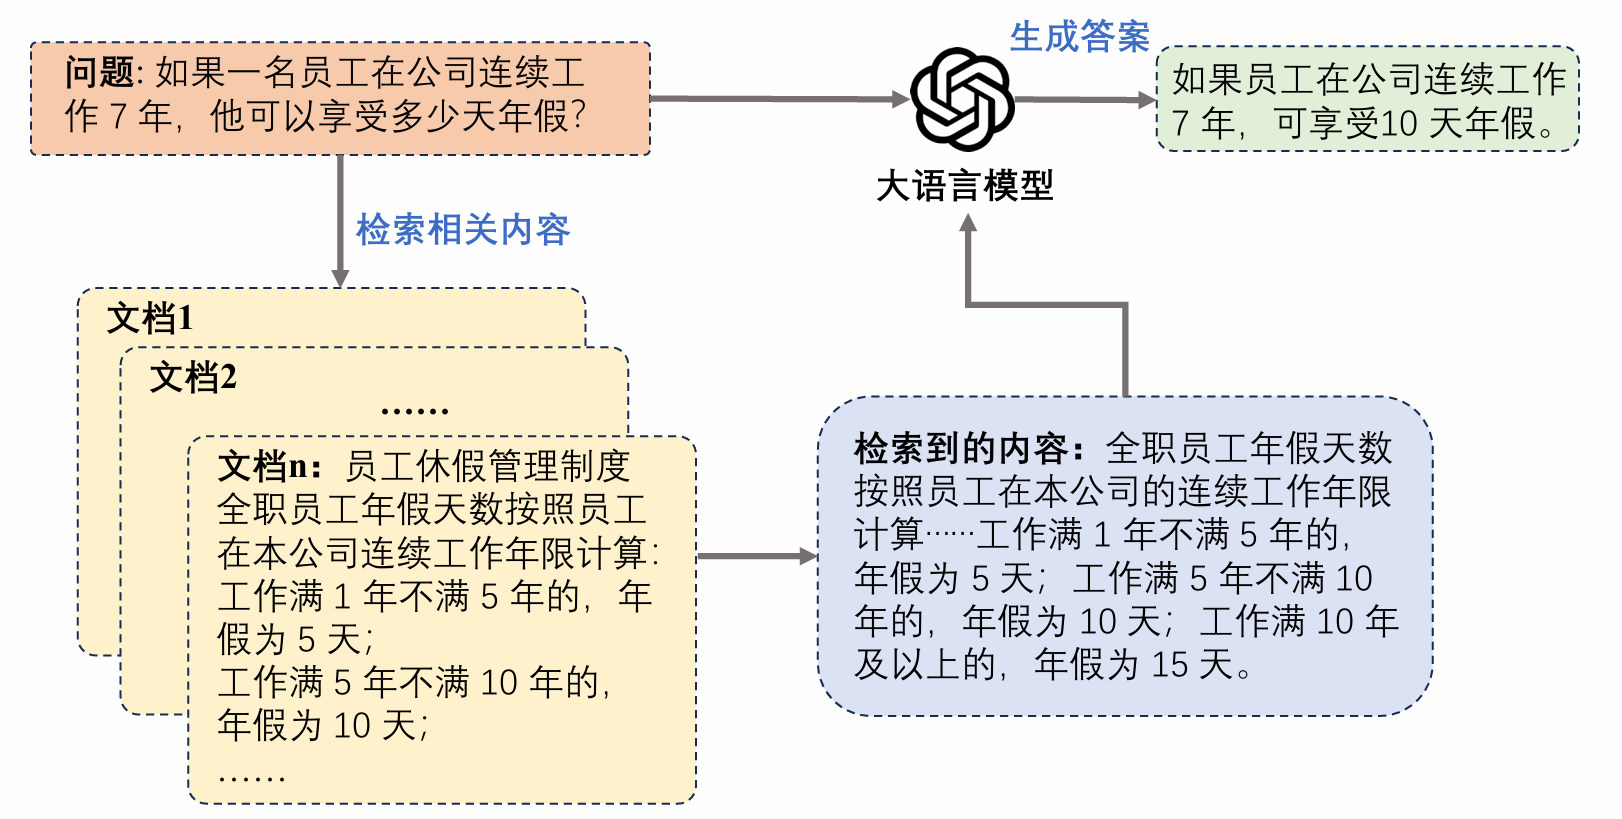 问题: 如果一名员工在公司连续工
作 7 年，他可以享受多少天年假？
生成答案
如果员工在公司连续工作
7 年，可享受10 天年假。
大语言模型
检索相关内容
文档1
文档2
……
文档n：员工休假管理制度
全职员工年假天数按照员工
在本公司连续工作年限计算：
工作满 1 年不满 5 年的，年
假为 5 天；
工作满 5 年不满 10 年的，
年假为 10 天；
……
检索到的内容：全职员工年假天数
按照员工在本公司的连续工作年限
计算……工作满 1 年不满 5 年的，
年假为 5 天；工作满 5 年不满 10
年的，年假为 10 天；工作满 10 年
及以上的，年假为 15 天。